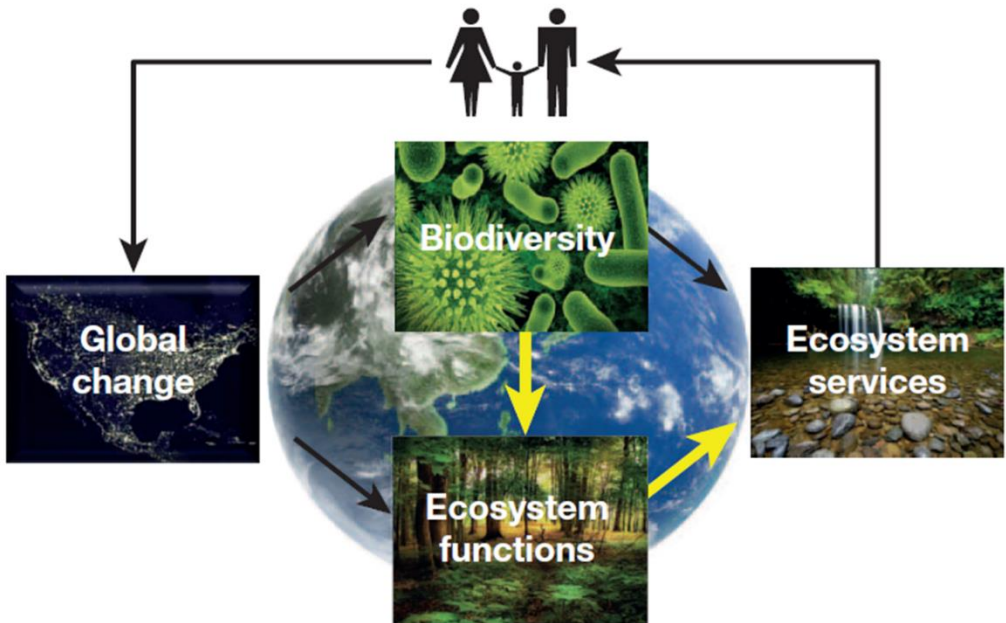 Biodiversity
Global
change
Ecosystem
services
Ecosystem
functions